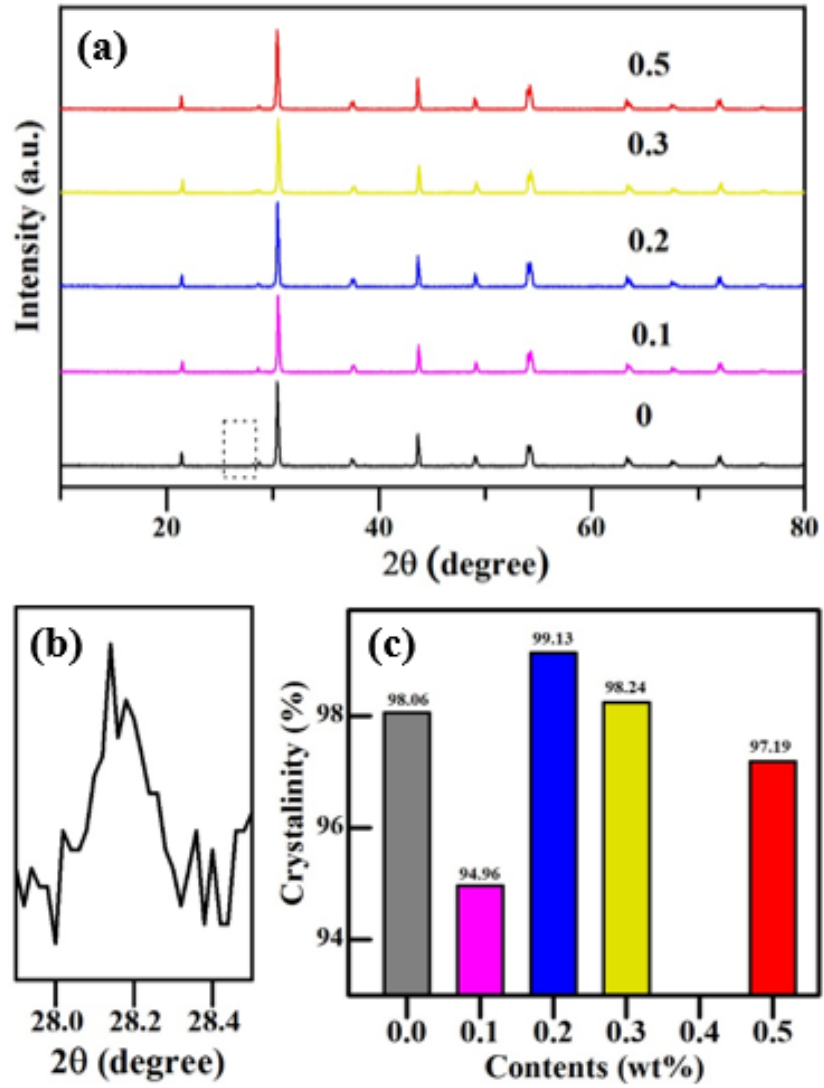 (a)
0.5
0.3
0.2
0.1
0
Intensity (a.u.)
20 40 60 80
2θ (degree)
(b)
28.0 28.2 28.4
2θ (degree)
(c)
99.13
98.06
98.24
97.19
94.96
98
96
94
Crystalinity (%)
0.0 0.1 0.2 0.3 0.4 0.5
Contents (wt%)